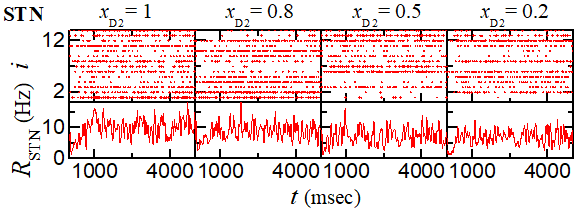 STN x_D2 = 1 x_D2 = 0.8 x_D2 = 0.5 x_D2 = 0.2
i
12
2
R_STN (Hz)
10
0
1000 4000 1000 4000 1000 4000 1000 4000
t (msec)